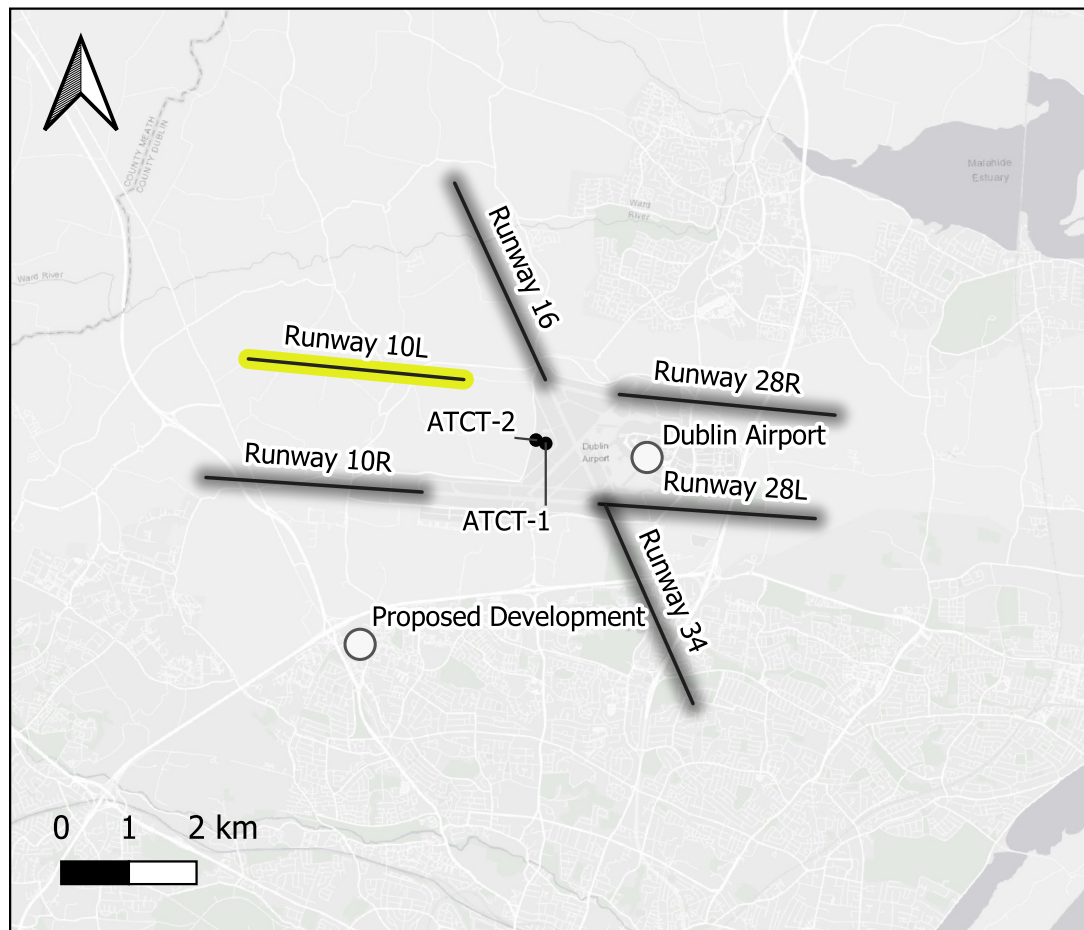 COUNTY MEATH
COUNTY DUBLIN
Malahide
Estuary
Ward
River
Runway 16
Ward River
Runway 10L
Runway 28R
ATCT-2
Dublin Airport
Dublin
Airport
Runway 10R
Runway 28L
ATCT-1
Runway 34
Proposed Development
0 1 2 km